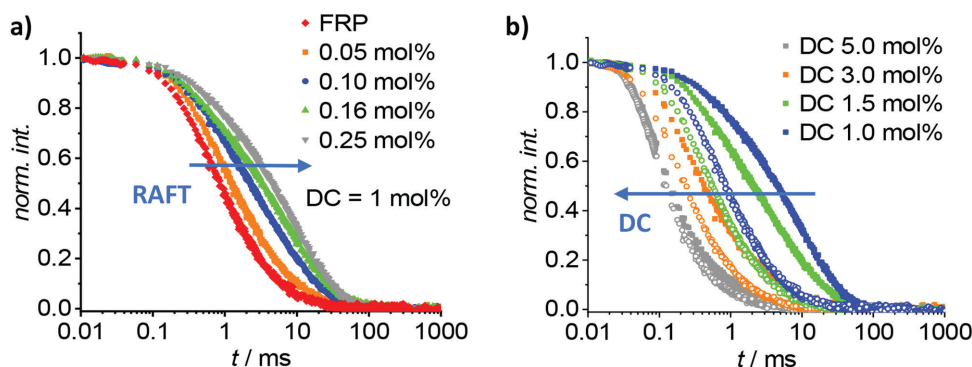 a)
FRP
0.05 mol%
0.10 mol%
0.16 mol%
0.25 mol%
RAFT
DC = 1 mol%
norm. int.
1.0
0.8
0.6
0.4
0.2
0.0
0.01 0.1 1 10 100 1000
t / ms
b)
DC 5.0 mol%
DC 3.0 mol%
DC 1.5 mol%
DC 1.0 mol%
DC
norm. int.
1.0
0.8
0.6
0.4
0.2
0.0
0.01 0.1 1 10 100 1000
t / ms